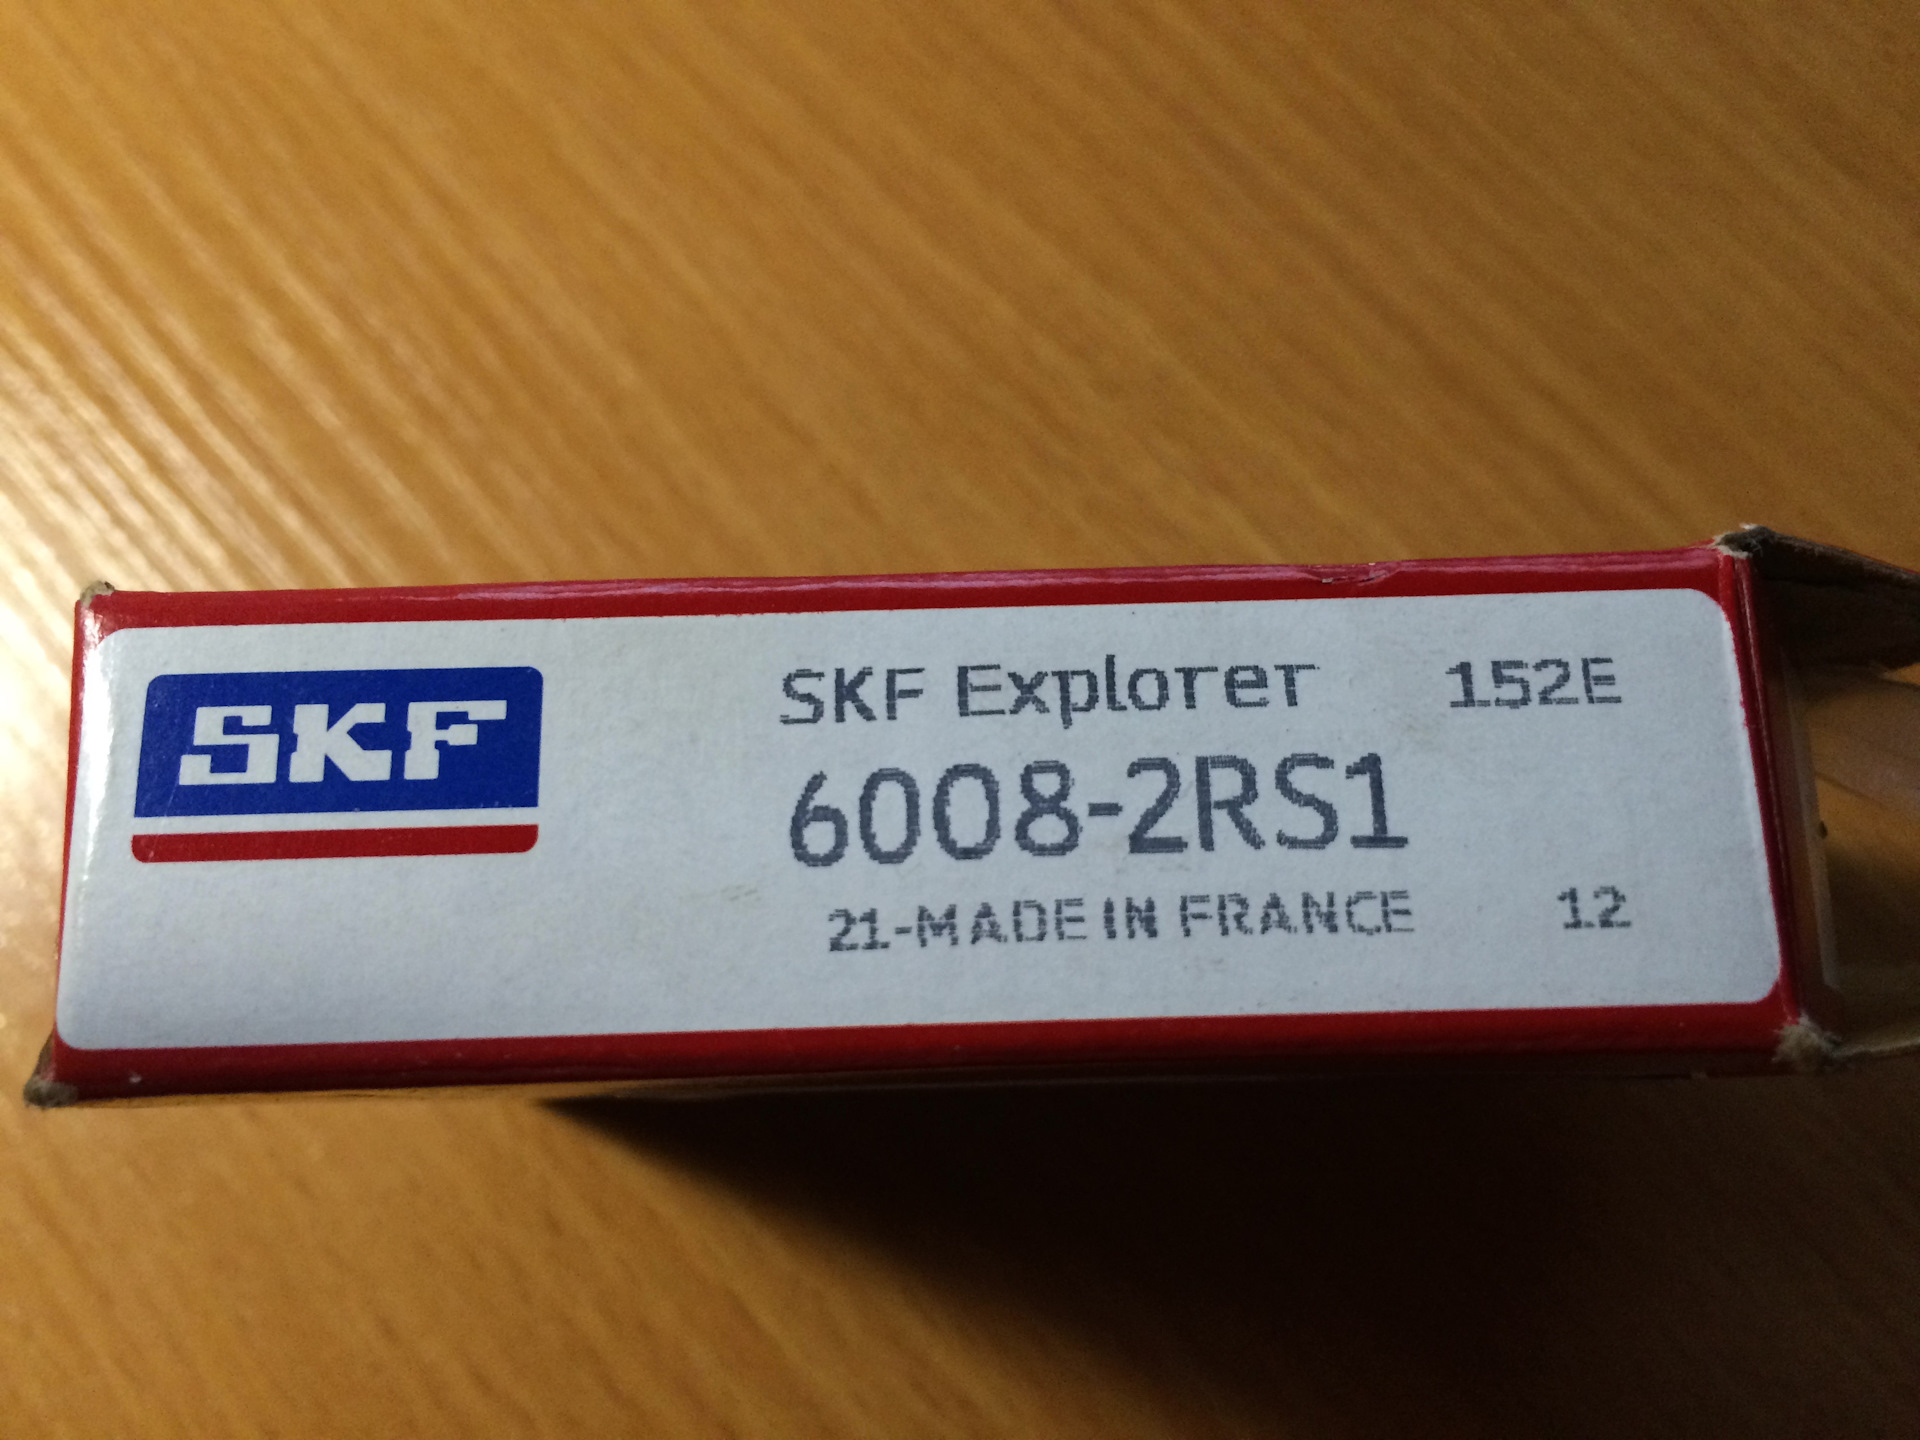 SKF
SKF Explorer 152E
6008-2RS1
21-MADE IN FRANCE 12